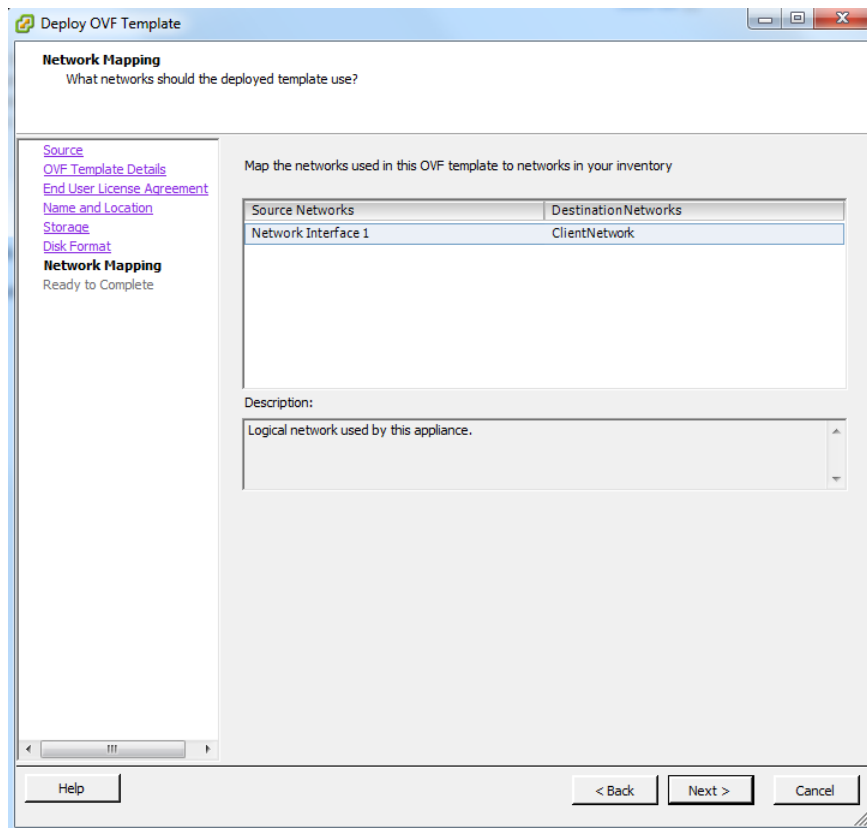 Deploy OVF Template
Network Mapping
What networks should the deployed template use?
Source
OVF Template Details
End User License Agreement
Name and Location
Storage
Disk Format
Network Mapping
Ready to Complete
Map the networks used in this OVF template to networks in your inventory
Source Networks DestinationNetworks
Network Interface 1 ClientNetwork
Description:
Logical network used by this appliance.
Help < Back Next > Cancel